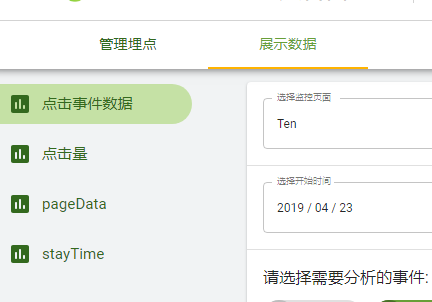 管理埋点
展示数据
点击事件数据
点击量
pageData
stayTime
选择监控页面
Ten
选择开始时间
2019 / 04 / 23
请选择需要分析的事件: